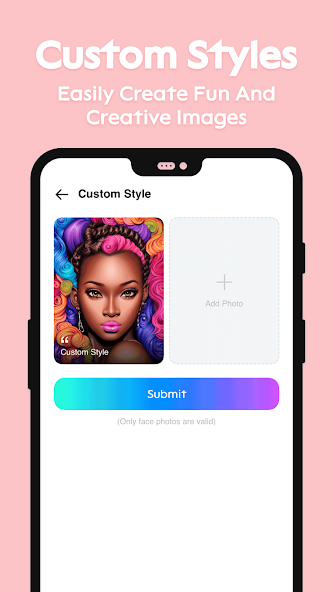 Custom Styles
Easily Create Fun And
Creative Images
Custom Style
Custom Style
Add Photo
Submit
(Only face photos are valid)